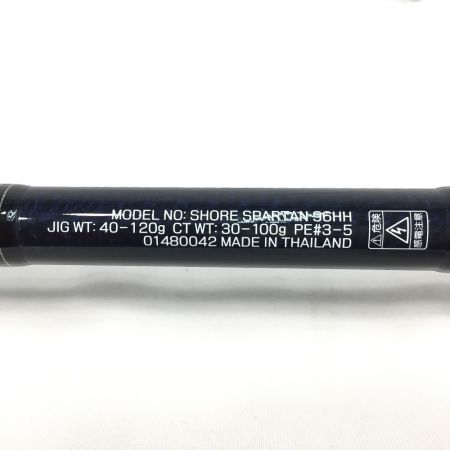 MODEL NO: SHORE SPARTAN 96HH
JIG WT: 40-120g CT WT: 30-100g PE#3-5
01480042 MADE IN THAILAND
⚠危険
感電注意